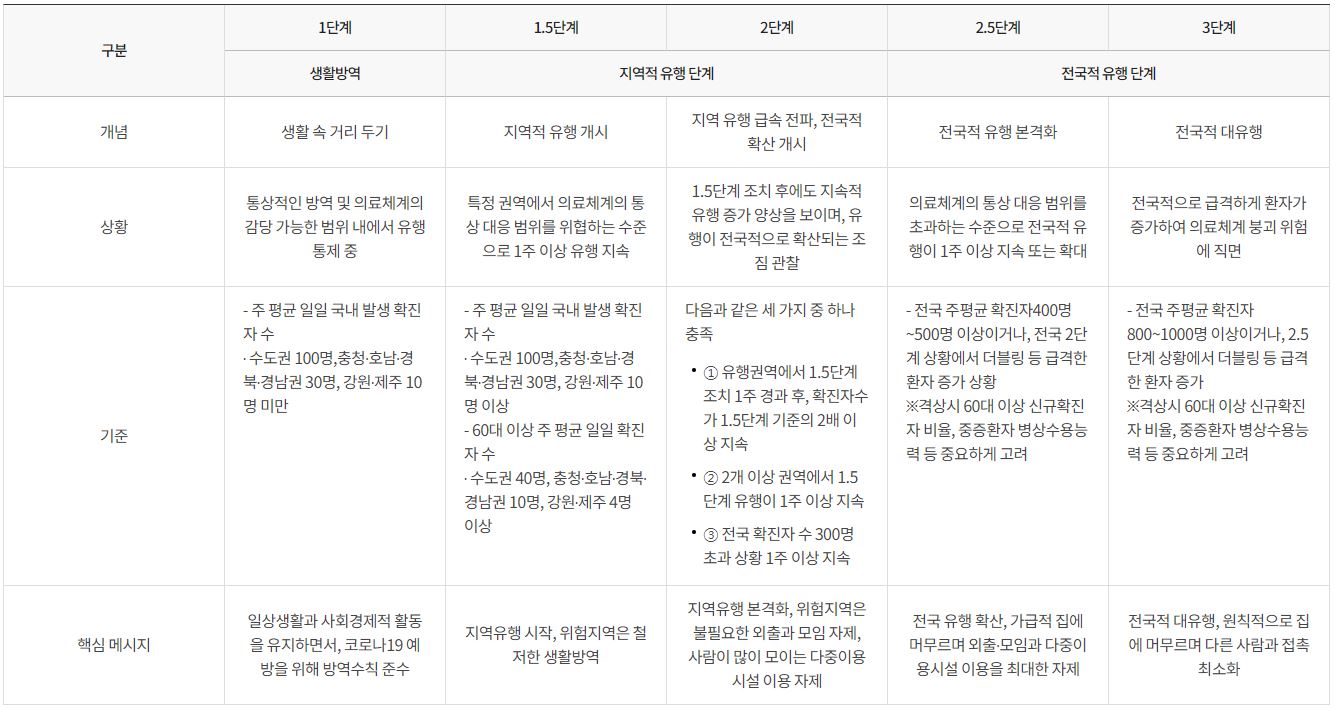 구분
1단계
1.5단계
2단계
2.5단계
3단계
생활방역
지역적 유행 단계
전국적 유행 단계
개념
생활 속 거리 두기
지역적 유행 개시
지역 유행 급속 전파, 전국적
확산 개시
전국적 유행 본격화
전국적 대유행
상황
통상적인 방역 및 의료체계의
감당 가능한 범위 내에서 유행
통제 중
특정 권역에서 의료체계의 통
상 대응 범위를 위협하는 수준
으로 1주 이상 유행 지속
1.5단계 조치 후에도 지속적
유행 증가 양상을 보이며, 유
행이 전국적으로 확산되는 조
짐 관찰
의료체계의 통상 대응 범위를
초과하는 수준으로 전국적 유
행이 1주 이상 지속 또는 확대
전국적으로 급격하게 환자가
증가하여 의료체계 붕괴 위험
에 직면
기준
- 주 평균 일일 국내 발생 확진
자 수
· 수도권 100명,충청·호남·경
북·경남권 30명, 강원·제주 10
명 미만
- 주 평균 일일 국내 발생 확진
자 수
· 수도권 100명,충청·호남·경
북·경남권 30명, 강원·제주 10
명 이상
- 60대 이상 주 평균 일일 확진
자 수
· 수도권 40명, 충청·호남·경북·
경남권 10명, 강원·제주 4명
이상
다음과 같은 세 가지 중 하나
충족
• ① 유행권역에서 1.5단계
조치 1주 경과 후, 확진자수
가 1.5단계 기준의 2배 이
상 지속
• ② 2개 이상 권역에서 1.5
단계 유행이 1주 이상 지속
• ③ 전국 확진자 수 300명
초과 상황 1주 이상 지속
- 전국 주평균 확진자400명
~500명 이상이거나, 전국 2단
계 상황에서 더블링 등 급격한
환자 증가 상황
※격상시 60대 이상 신규확진
자 비율, 중증환자 병상수용능
력 등 중요하게 고려
- 전국 주평균 확진자
800~1000명 이상이거나, 2.5
단계 상황에서 더블링 등 급격
한 환자 증가
※격상시 60대 이상 신규확진
자 비율, 중증환자 병상수용능
력 등 중요하게 고려
핵심 메시지
일상생활과 사회경제적 활동
을 유지하면서, 코로나19 예
방을 위해 방역수칙 준수
지역유행 시작, 위험지역은 철
저한 생활방역
지역유행 본격화, 위험지역은
불필요한 외출과 모임 자제,
사람이 많이 모이는 다중이용
시설 이용 자제
전국 유행 확산, 가급적 집에
머무르며 외출·모임과 다중이
용시설 이용을 최대한 자제
전국적 대유행, 원칙적으로 집
에 머무르며 다른 사람과 접촉
최소화